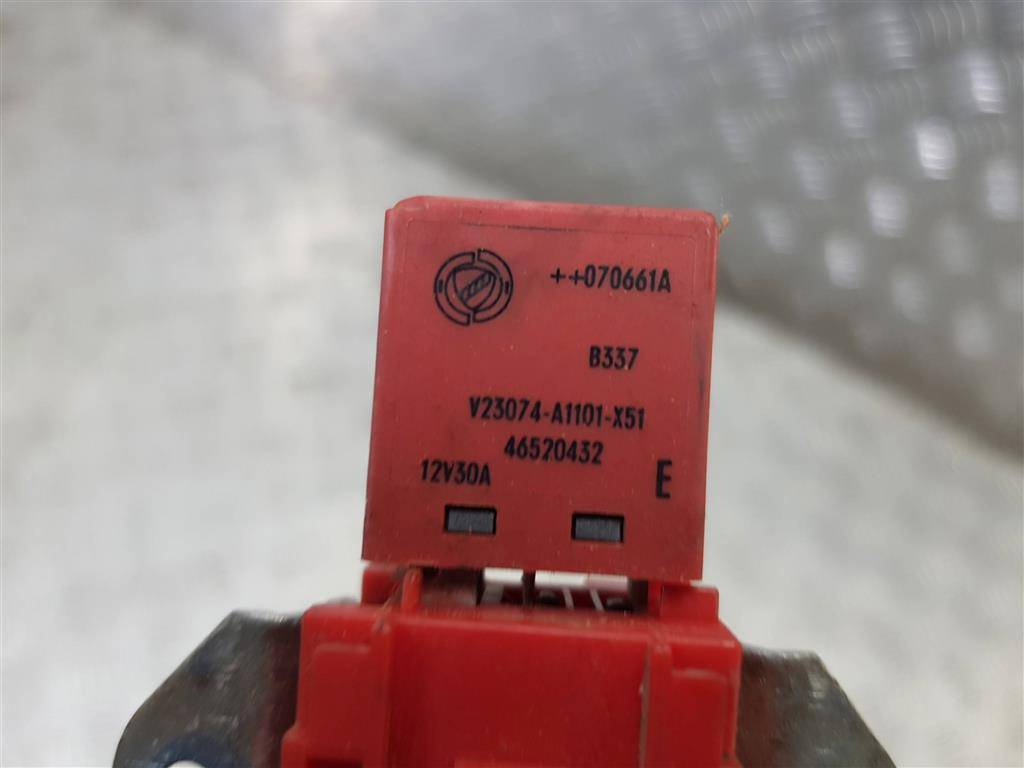 ++070661A
B337
V23074-A1101-X51
46520432
12V30A E